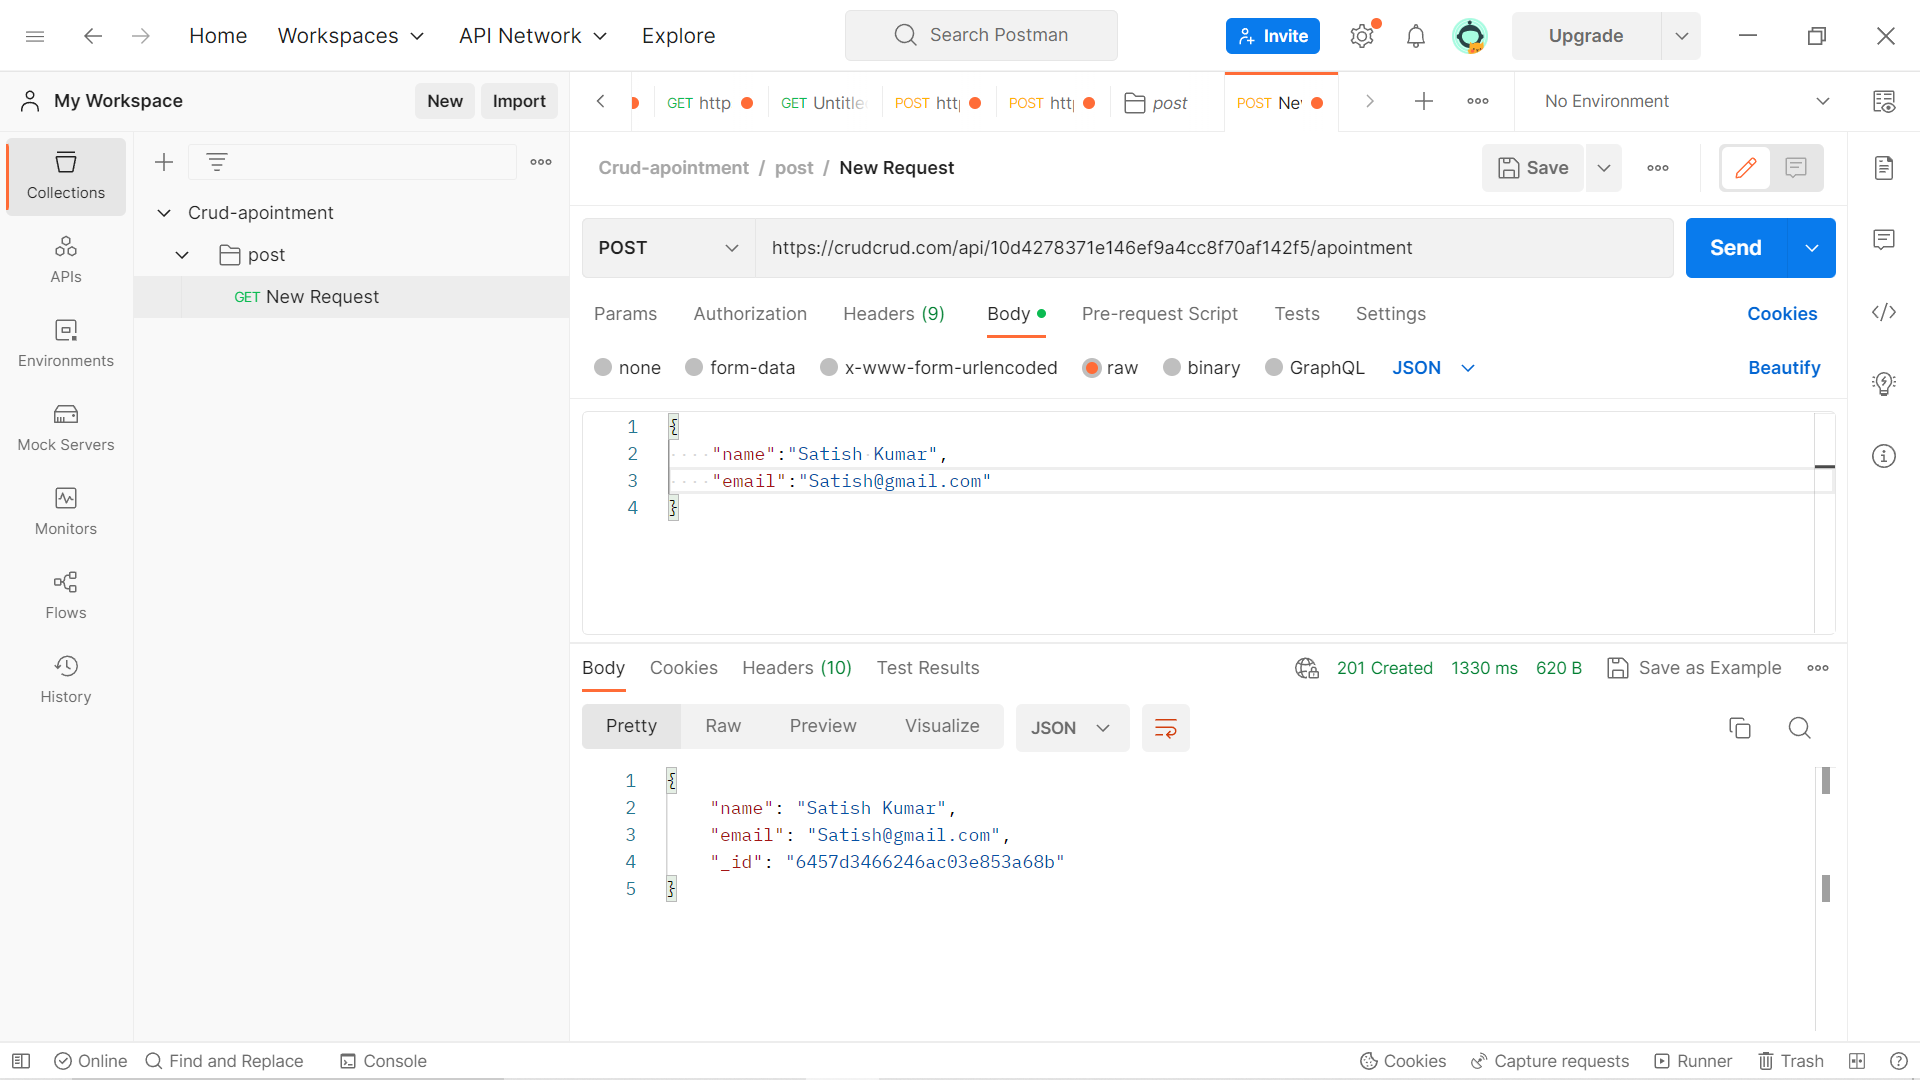 Home Workspaces API Network Explore Search Postman Invite Upgrade
My Workspace New Import
GET http GET Untitle POST htt POST htt post POST Ne No Environment
Collections
APIs
Environments
Mock Servers
Monitors
Flows
History
Crud-apointment
post
GET New Request
Crud-apointment / post / New Request Save
POST https://crudcrud.com/api/10d4278371e146ef9a4cc8f70af142f5/apointment Send
Params Authorization Headers (9) Body Pre-request Script Tests Settings Cookies
none form-data x-www-form-urlencoded raw binary GraphQL JSON Beautify
1 {
2 "name":"Satish Kumar",
3 "email":"Satish@gmail.com"
4 }
Body Cookies Headers (10) Test Results 201 Created 1330 ms 620 B Save as Example
Pretty Raw Preview Visualize JSON
1 {
2 "name": "Satish Kumar",
3 "email": "Satish@gmail.com",
4 "_id": "6457d3466246ac03e853a68b"
5 }
Online Find and Replace Console Cookies Capture requests Runner Trash